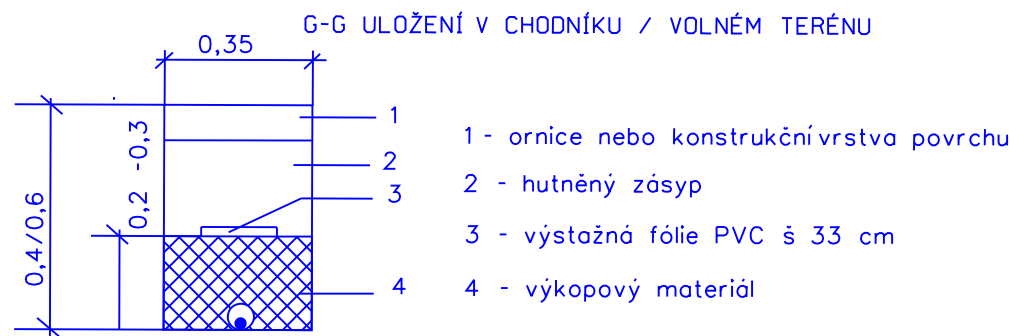 G-G ULOŽENÍ V CHODNÍKU / VOLNÉM TERÉNU
0,35
1
2
3
4
0,2 -0,3
0,4/0,6
1 - ornice nebo konstrukční vrstva povrchu
2 - hutněný zásyp
3 - výstažná fólie PVC š 33 cm
4 - výkopový materiál